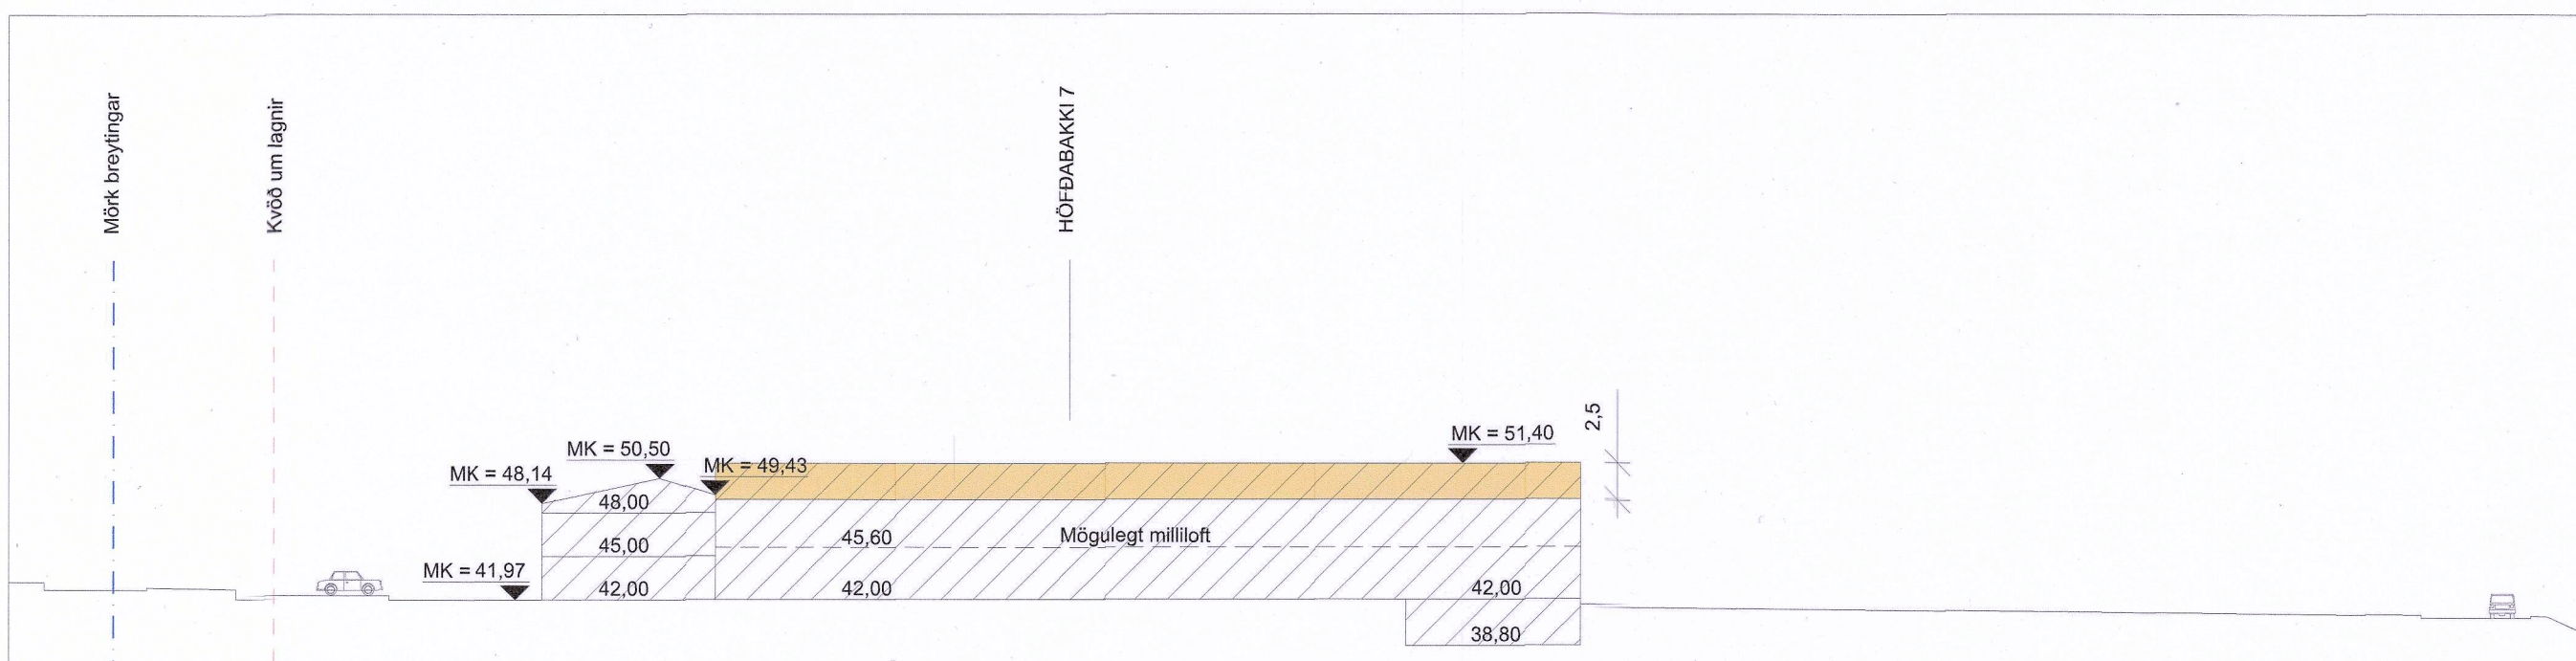 Mörk breytingar
Kvöð um lagnir
HÖFÐABAKKI 7
2,5
MK = 51,40
MK = 50,50
MK = 49,43
MK = 48,14
48,00
45,60
Mögulegt milliloft
45,00
MK = 41,97
42,00
42,00
42,00
38,80